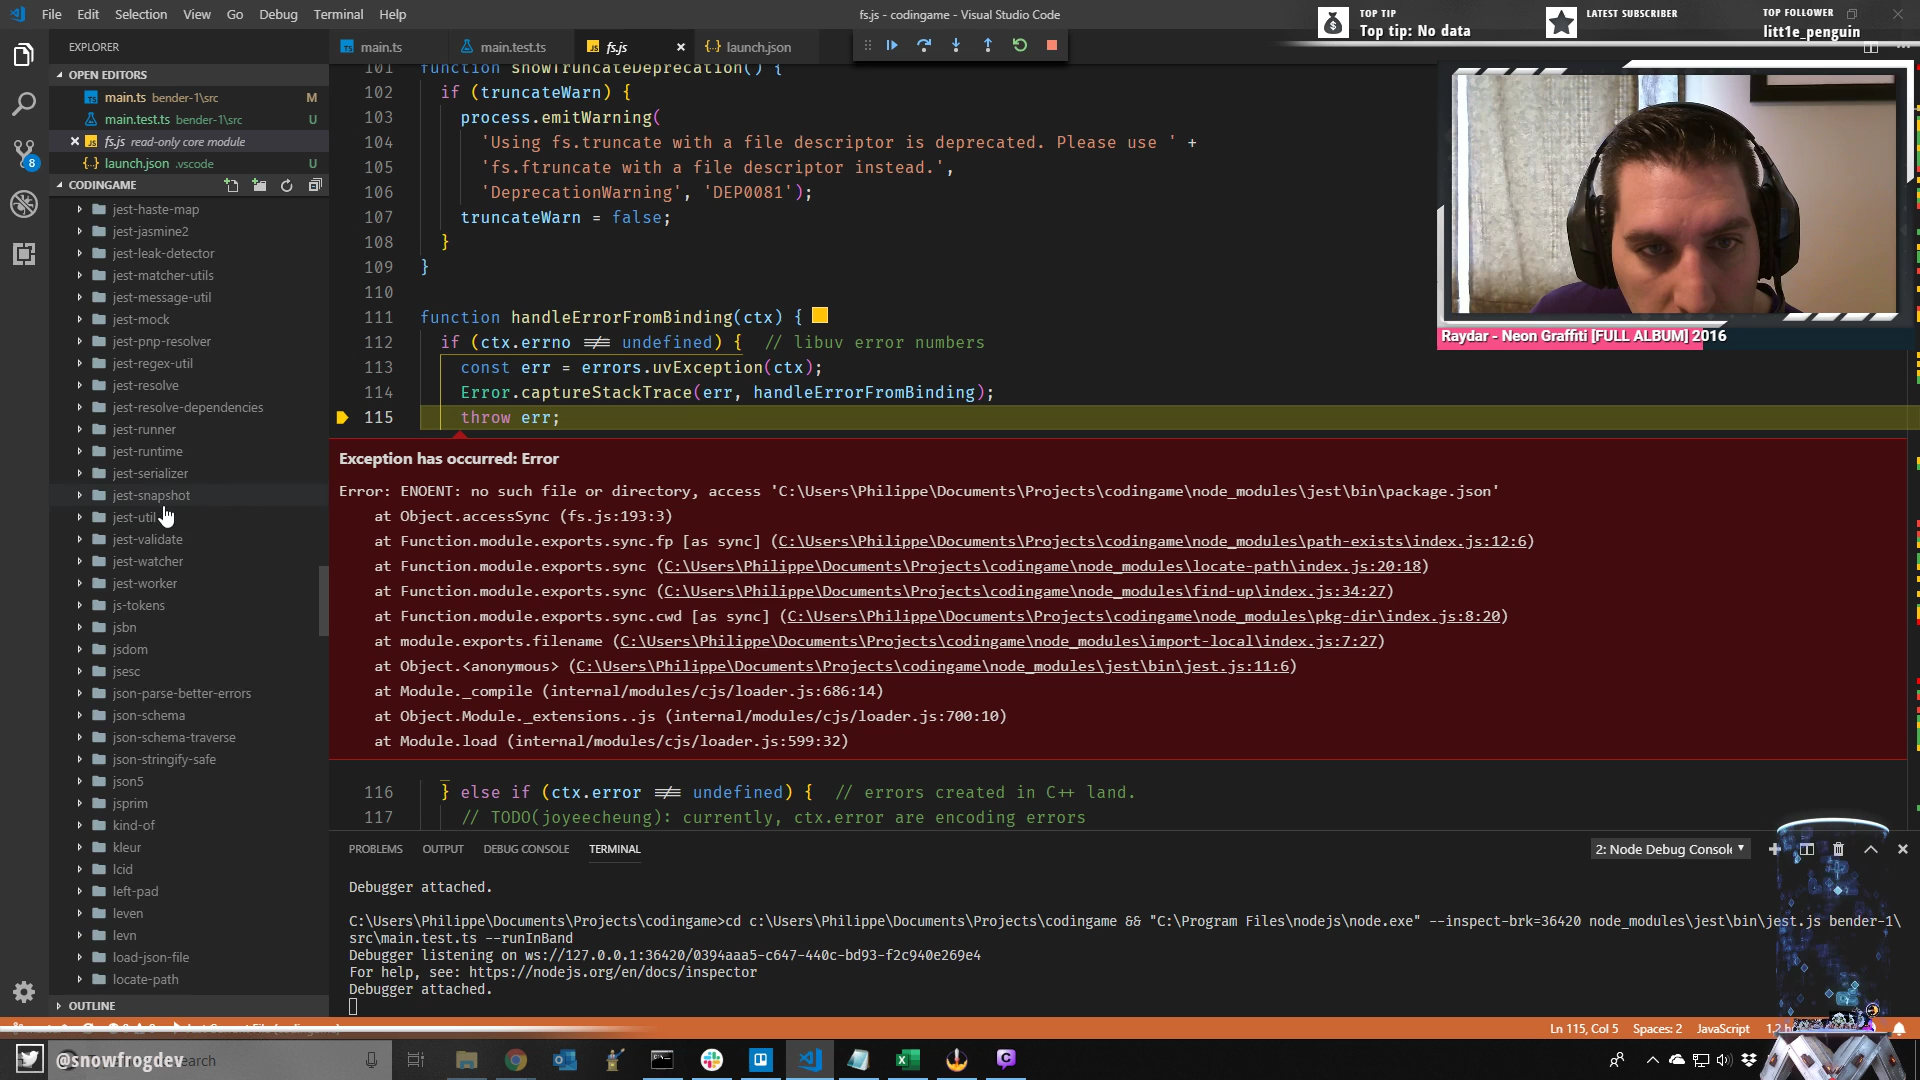 File Edit Selection View Go Debug Terminal Help
fs.js - codingame - Visual Studio Code
TOP TIP
Top tip: No data
LATEST SUBSCRIBER
TOP FOLLOWER
litt1e_penguin
EXPLORER
main.ts
main.test.ts
fs.js
launch.json
OPEN EDITORS
main.ts bender-1\src M
main.test.ts bender-1\src U
fs.js read-only core module
launch.json .vscode U
8
CODINGAME
jest-haste-map
jest-jasmine2
jest-leak-detector
jest-matcher-utils
jest-message-util
jest-mock
jest-pnp-resolver
jest-regex-util
jest-resolve
jest-resolve-dependencies
jest-runner
jest-runtime
jest-serializer
jest-snapshot
jest-util
jest-validate
jest-watcher
jest-worker
js-tokens
jsbn
jsdom
jsesc
json-parse-better-errors
json-schema
json-schema-traverse
json-stringify-safe
json5
jsprim
kind-of
kleur
lcid
left-pad
leven
levn
load-json-file
locate-path
OUTLINE
101 function showTruncateDeprecation() {
102 if (truncateWarn) {
103 process.emitWarning(
104 'Using fs.truncate with a file descriptor is deprecated. Please use ' +
105 'fs.ftruncate with a file descriptor instead.',
106 'DeprecationWarning', 'DEP0081');
107 truncateWarn = false;
108 }
109 }
110
111 function handleErrorFromBinding(ctx) {
112 if (ctx.errno !== undefined) { // libuv error numbers
113 const err = errors.uvException(ctx);
114 Error.captureStackTrace(err, handleErrorFromBinding);
115 throw err;
Raydar - Neon Graffiti [FULL ALBUM] 2016
Exception has occurred: Error
Error: ENOENT: no such file or directory, access 'C:\Users\Philippe\Documents\Projects\codingame\node_modules\jest\bin\package.json'
at Object.accessSync (fs.js:193:3)
at Function.module.exports.sync.fp [as sync] (C:\Users\Philippe\Documents\Projects\codingame\node_modules\path-exists\index.js:12:6)
at Function.module.exports.sync (C:\Users\Philippe\Documents\Projects\codingame\node_modules\locate-path\index.js:20:18)
at Function.module.exports.sync (C:\Users\Philippe\Documents\Projects\codingame\node_modules\find-up\index.js:34:27)
at Function.module.exports.sync.cwd [as sync] (C:\Users\Philippe\Documents\Projects\codingame\node_modules\pkg-dir\index.js:8:20)
at module.exports.filename (C:\Users\Philippe\Documents\Projects\codingame\node_modules\import-local\index.js:7:27)
at Object.<anonymous> (C:\Users\Philippe\Documents\Projects\codingame\node_modules\jest\bin\jest.js:11:6)
at Module._compile (internal/modules/cjs/loader.js:686:14)
at Object.Module._extensions..js (internal/modules/cjs/loader.js:700:10)
at Module.load (internal/modules/cjs/loader.js:599:32)
116 } else if (ctx.error !== undefined) { // errors created in C++ land.
117 // TODO(joyeecheung): currently, ctx.error are encoding errors
PROBLEMS OUTPUT DEBUG CONSOLE TERMINAL
2: Node Debug Console
Debugger attached.
C:\Users\Philippe\Documents\Projects\codingame>cd c:\Users\Philippe\Documents\Projects\codingame && "C:\Program Files\nodejs\node.exe" --inspect-brk=36420 node_modules\jest\bin\jest.js bender-1\
src\main.test.ts --runInBand
Debugger listening on ws://127.0.0.1:36420/0394aaa5-c647-440c-bd93-f2c940e269e4
For help, see: https://nodejs.org/en/docs/inspector
Debugger attached.
Ln 115, Col 5 Spaces: 2 JavaScript
@snowfrogdev